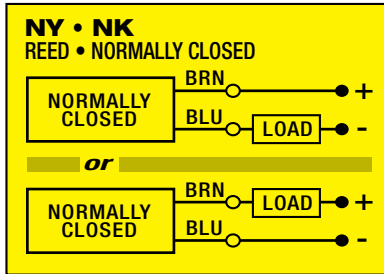 NY • NK
REED • NORMALLY CLOSED
NORMALLY
CLOSED
BRN
+
BLU
LOAD
-
or
NORMALLY
CLOSED
BRN
LOAD
+
BLU
-